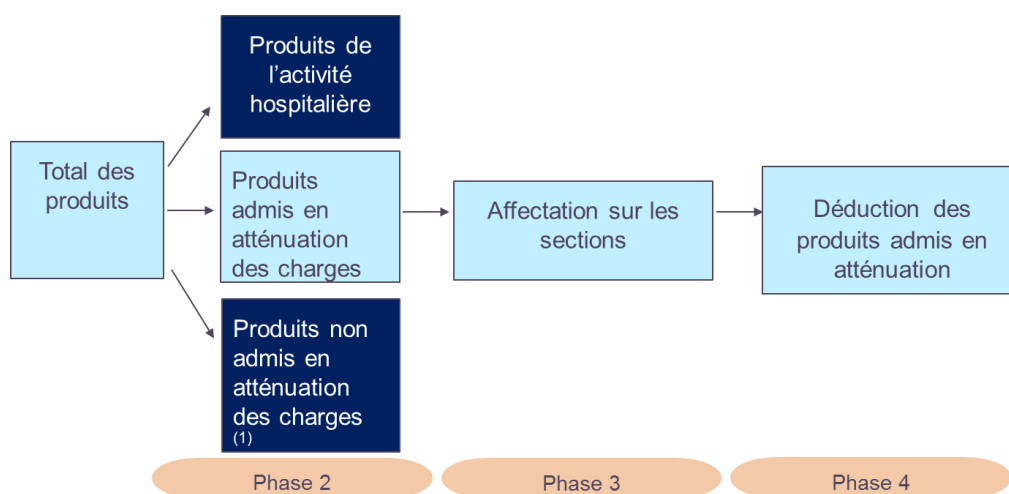 Produits de
l'activité
hospitalière
Total des
produits
Produits
admis en
atténuation
des charges
Affectation sur les
sections
Déduction des
produits admis en
atténuation
Produits non
admis en
atténuation
des charges
(1)
Phase 2
Phase 3
Phase 4